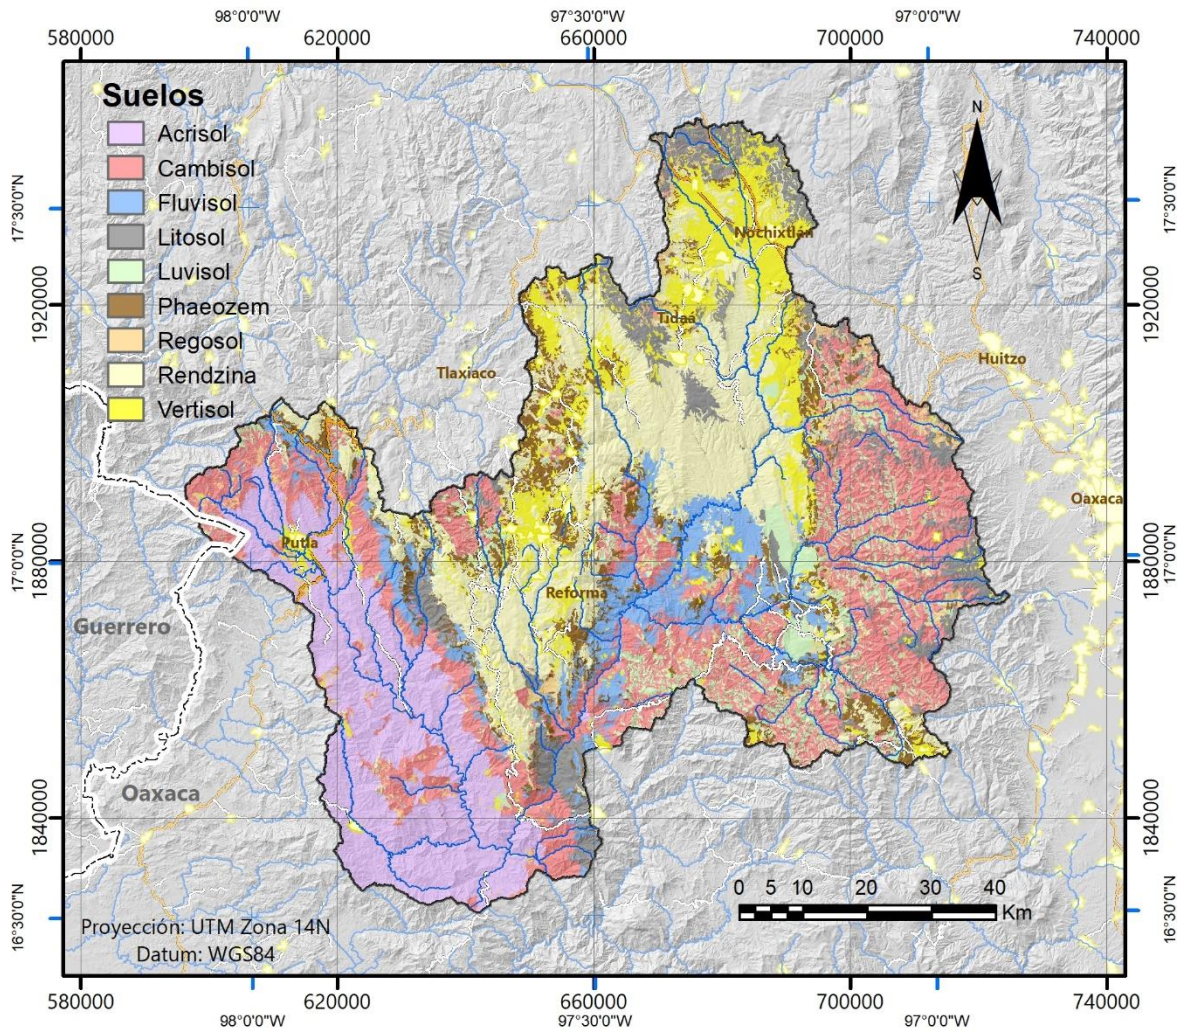 98°0'0"W 97°30'0"W 97°0'0"W
580000 620000 660000 700000 740000
Suelos
Acrisol
Cambisol
Fluvisol
Litosol
Luvisol
Phaeozem
Regosol
Rendzina
Vertisol
N
S
17°30'0"N
17°30'0"N
1920000
1920000
Nochixtlán
Tidaá
Tlaxiaco
Huitzo
Oaxaca
Putla
Reforma
17°0'0"N
1880000
1880000
17°0'0"N
Guerrero
Oaxaca
1840000
1840000
0 5 10 20 30 40
Km
16°30'0"N
16°30'0"N
Proyección: UTM Zona 14N
Datum: WGS84
580000 620000 660000 700000 740000
98°0'0"W 97°30'0"W 97°0'0"W